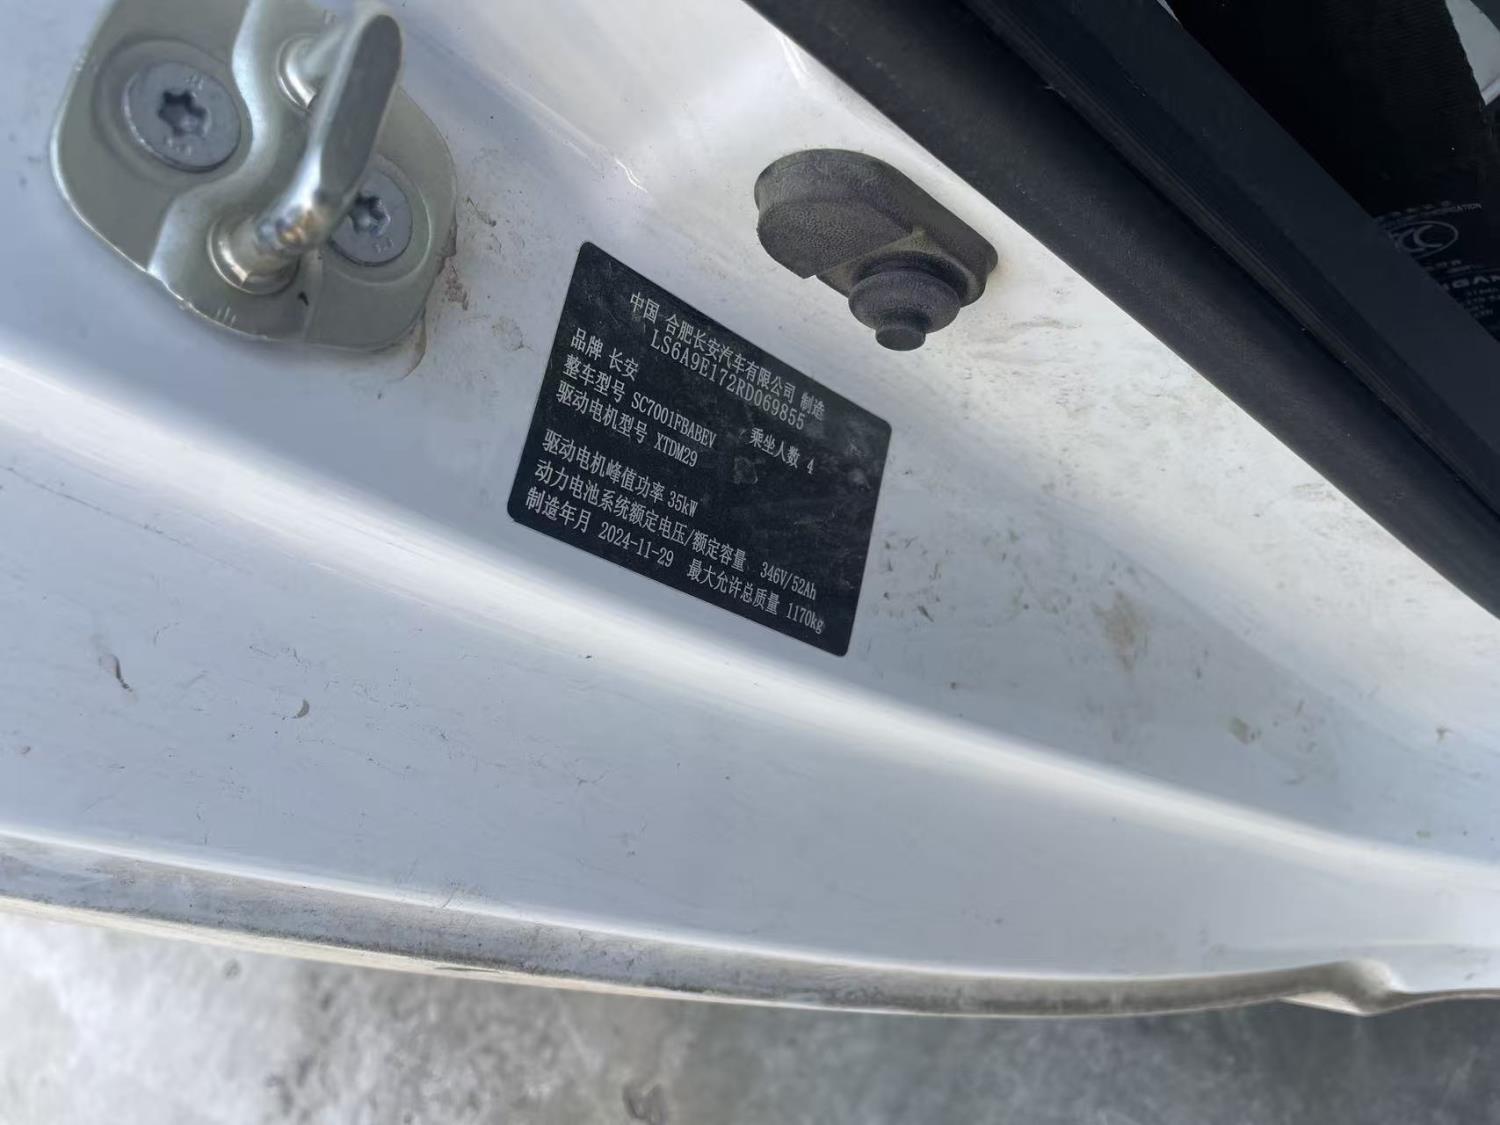 中国 合肥长安汽车有限公司 制造
LS6A9E172RD069855
品牌 长安
整车型号 SC7001FBABEV 乘坐人数 4
驱动电机型号 XTDM29
驱动电机峰值功率 35kW
动力电池系统额定电压/额定容量 346V/52Ah
制造年月 2024-11-29 最大允许总质量 1170kg